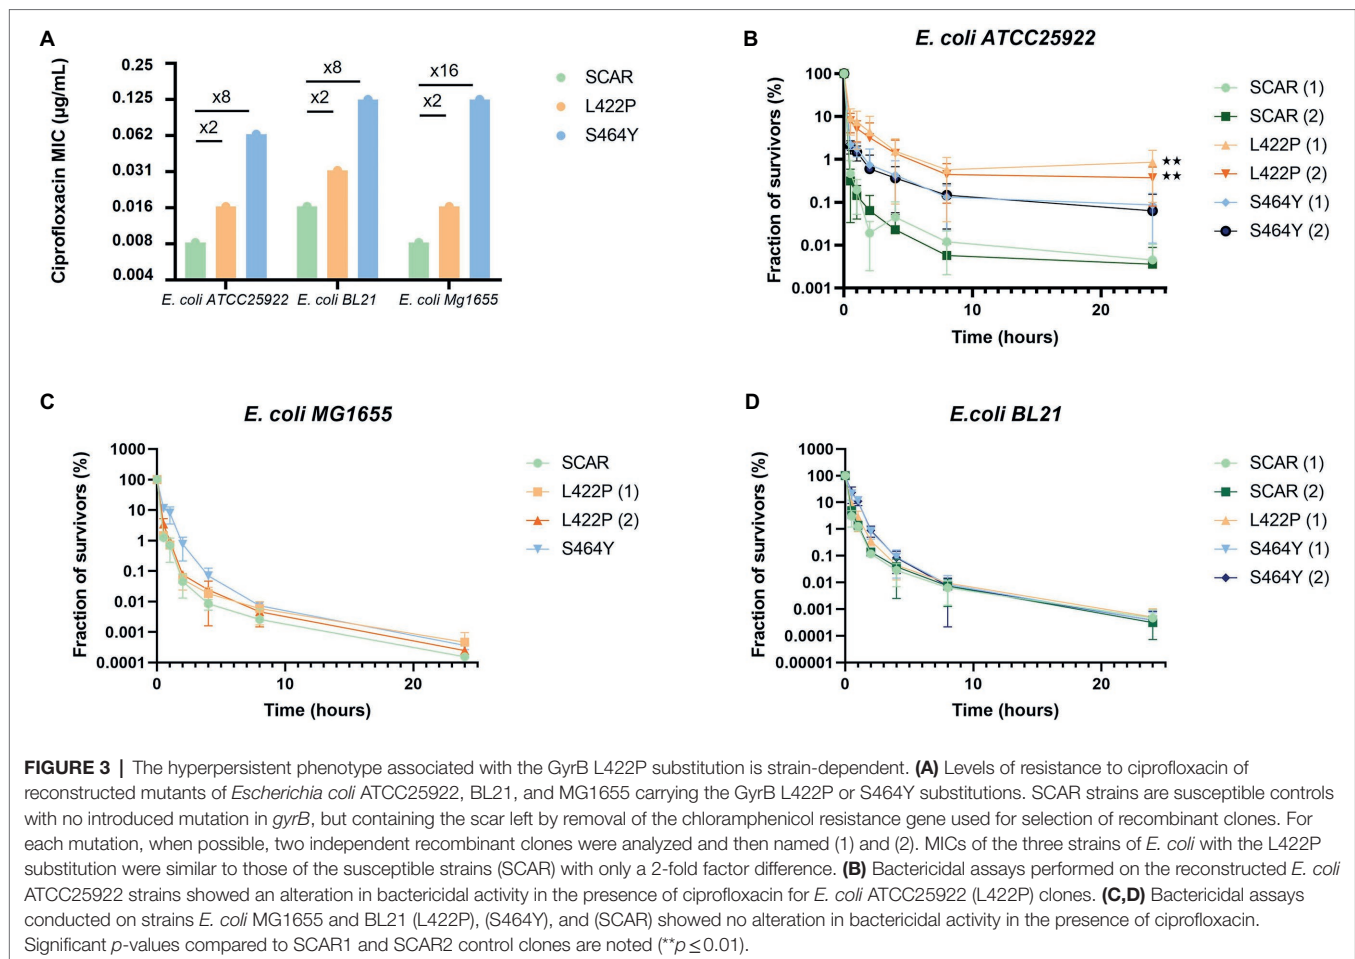 A
Ciprofloxacin MIC (µg/mL)
0.25
0.125
0.062
0.031
0.016
0.008
0.004
x8
x2
x8
x2
x16
x2
E. coli ATCC25922
E. coli BL21
E. coli Mg1655
SCAR
L422P
S464Y
B
E. coli ATCC25922
Fraction of survivors (%)
100
10
1
0.1
0.01
0.001
0
10
20
Time (hours)
★★
★★
SCAR (1)
SCAR (2)
L422P (1)
L422P (2)
S464Y (1)
S464Y (2)
C
E. coli MG1655
Fraction of survivors (%)
1000
100
10
1
0.1
0.01
0.001
0.0001
0
10
20
Time (hours)
SCAR
L422P (1)
L422P (2)
S464Y
D
E.coli BL21
Fraction of survivors (%)
1000
100
10
1
0.1
0.01
0.001
0.0001
0.00001
0
10
20
Time (hours)
SCAR (1)
SCAR (2)
L422P (1)
S464Y (1)
S464Y (2)
FIGURE 3 | The hyperpersistent phenotype associated with the GyrB L422P substitution is strain-dependent. (A) Levels of resistance to ciprofloxacin of
reconstructed mutants of Escherichia coli ATCC25922, BL21, and MG1655 carrying the GyrB L422P or S464Y substitutions. SCAR strains are susceptible controls
with no introduced mutation in gyrB, but containing the scar left by removal of the chloramphenicol resistance gene used for selection of recombinant clones. For
each mutation, when possible, two independent recombinant clones were analyzed and then named (1) and (2). MICs of the three strains of E. coli with the L422P
substitution were similar to those of the susceptible strains (SCAR) with only a 2-fold factor difference. (B) Bactericidal assays performed on the reconstructed E. coli
ATCC25922 strains showed an alteration in bactericidal activity in the presence of ciprofloxacin for E. coli ATCC25922 (L422P) clones. (C,D) Bactericidal assays
conducted on strains E. coli MG1655 and BL21 (L422P), (S464Y), and (SCAR) showed no alteration in bactericidal activity in the presence of ciprofloxacin.
Significant p-values compared to SCAR1 and SCAR2 control clones are noted (**p ≤ 0.01).